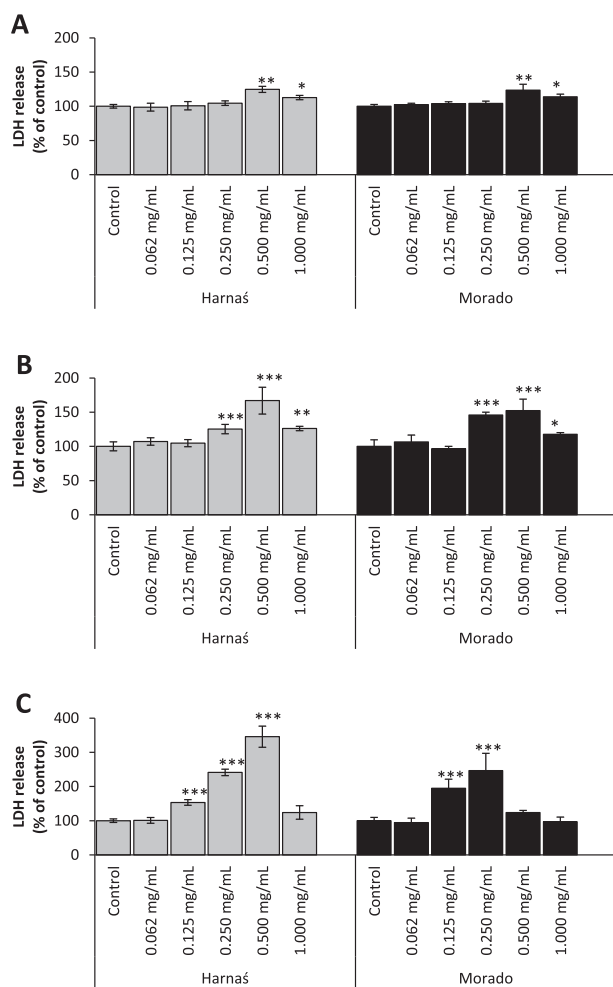 A
LDH release
(% of control)
200
150
100
50
0
** * ** *
Control 0.062 mg/mL 0.125 mg/mL 0.250 mg/mL 0.500 mg/mL 1.000 mg/mL Control 0.062 mg/mL 0.125 mg/mL 0.250 mg/mL 0.500 mg/mL 1.000 mg/mL
Harnaś Morado
B
LDH release
(% of control)
200
150
100
50
0
*** *** ** *** *** *
Control 0.062 mg/mL 0.125 mg/mL 0.250 mg/mL 0.500 mg/mL 1.000 mg/mL Control 0.062 mg/mL 0.125 mg/mL 0.250 mg/mL 0.500 mg/mL 1.000 mg/mL
Harnaś Morado
C
LDH release
(% of control)
400
300
200
100
0
*** *** *** *** ***
Control 0.062 mg/mL 0.125 mg/mL 0.250 mg/mL 0.500 mg/mL 1.000 mg/mL Control 0.062 mg/mL 0.125 mg/mL 0.250 mg/mL 0.500 mg/mL 1.000 mg/mL
Harnaś Morado